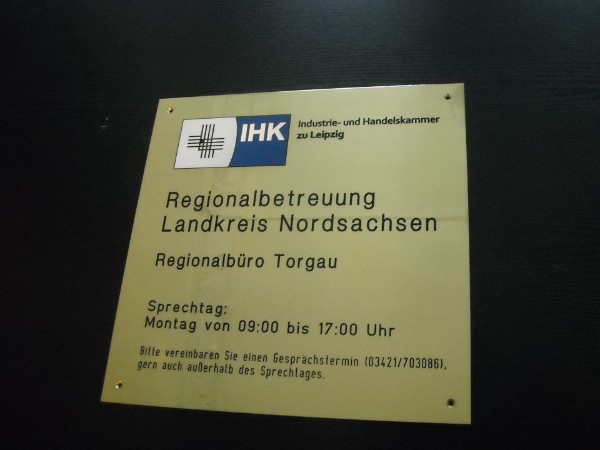 IHK
Industrie- und Handelskammer
zu Leipzig
Regionalbetreuung
Landkreis Nordsachsen
Regionalbüro Torgau
Sprechtag:
Montag von 09:00 bis 17:00 Uhr
Bitte vereinbaren Sie einen Gesprächstermin (03421/703086),
gern auch außerhalb des Sprechtages.